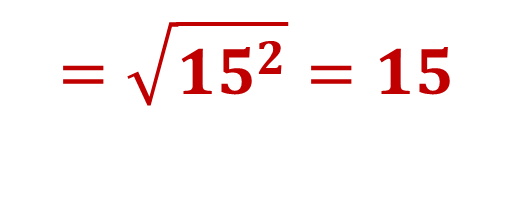 = √15² = 15